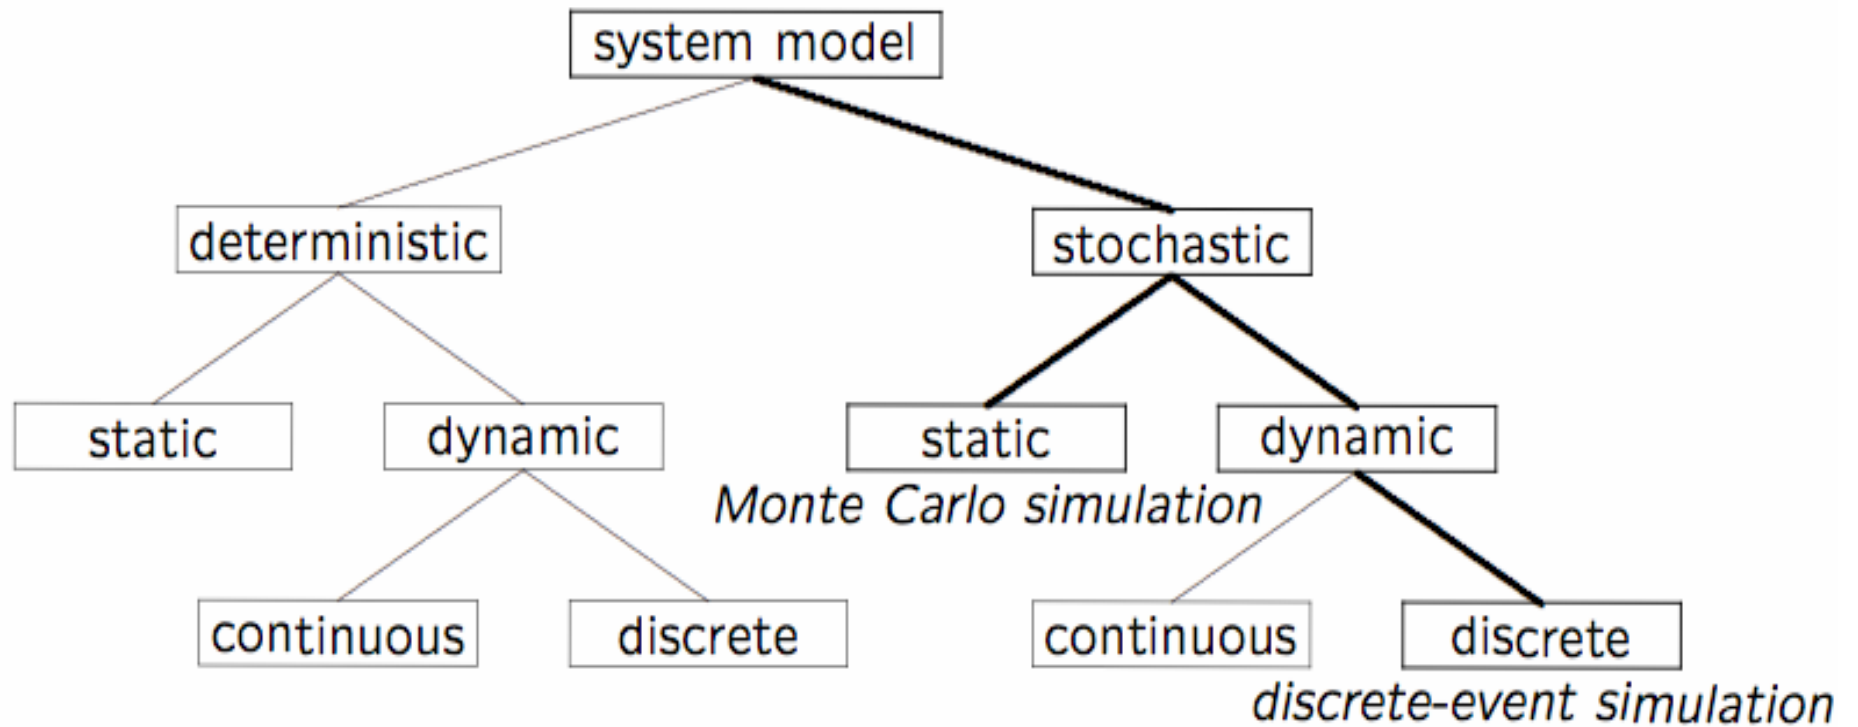 system model
deterministic
stochastic
static
dynamic
static
dynamic
Monte Carlo simulation
continuous
discrete
continuous
discrete
discrete-event simulation